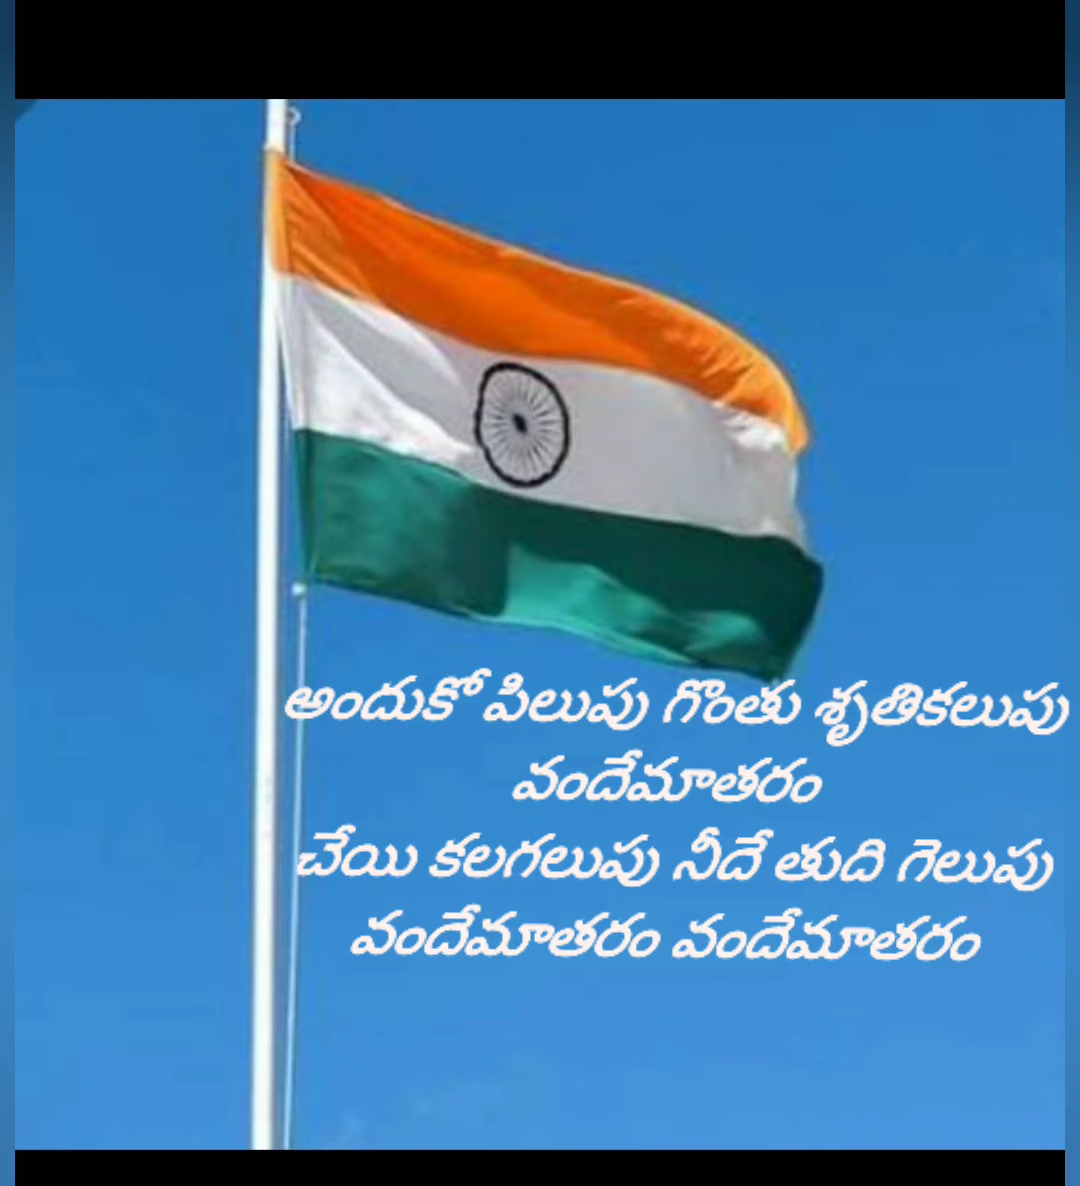 అందుకో పిలుపు గొంతు శృతికలుపు
వందేమాతరం
చేయి కలగలుపు నీదే తుది గెలుపు
వందేమాతరం వందేమాతరం